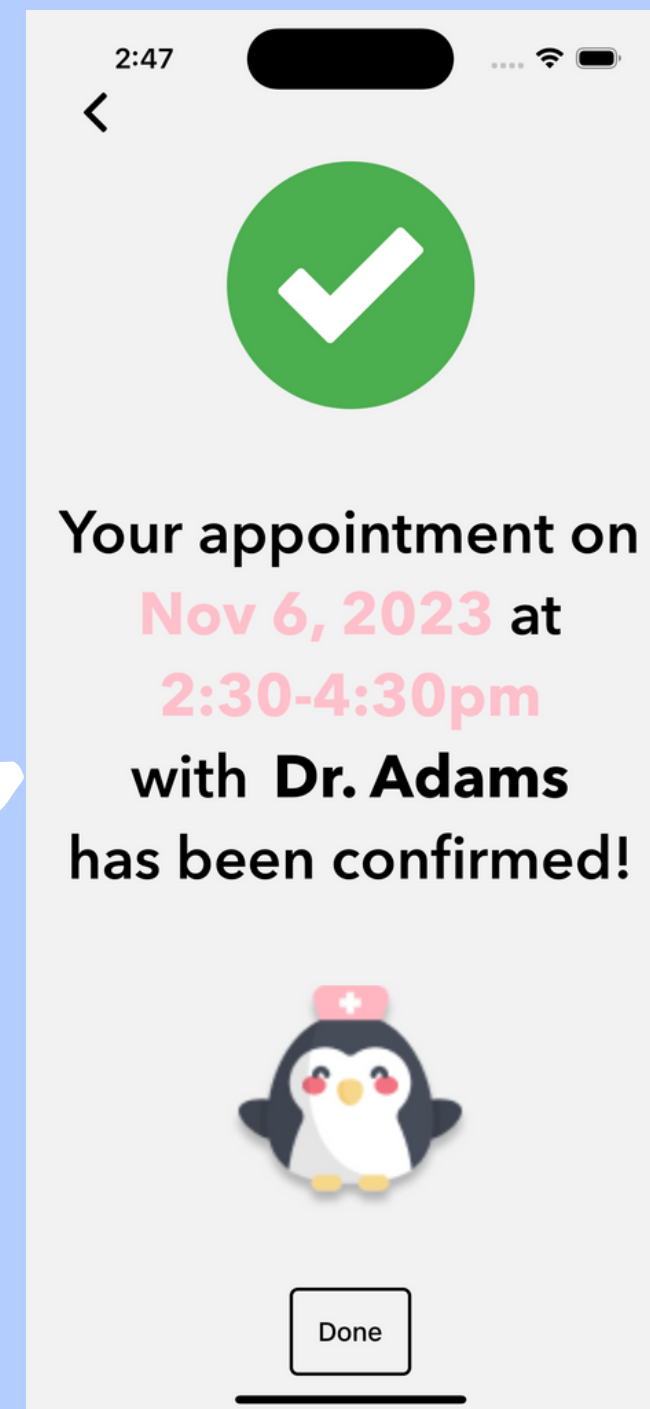 2:47
Your appointment on
Nov 6, 2023 at
2:30-4:30pm
with Dr. Adams
has been confirmed!
Done